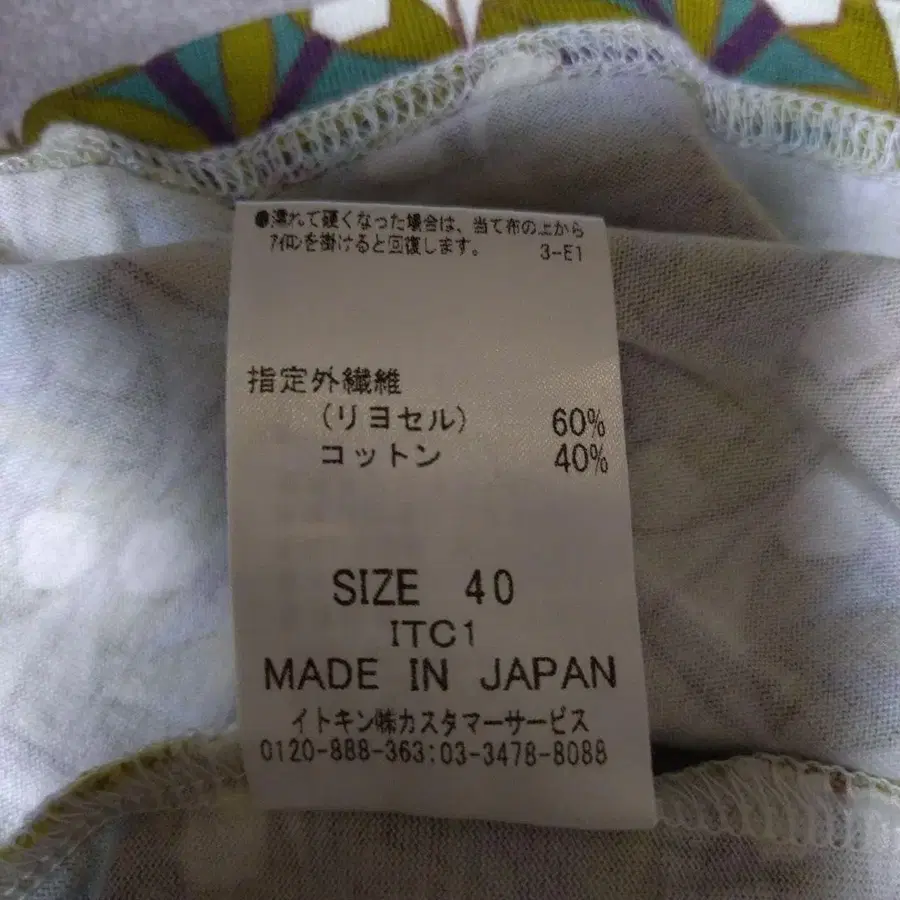 ●濡れて硬くなった場合は、当て布の上から
ｱｲﾛﾝを掛けると回復します。 3-E1
指定外繊維
(リヨセル) 60%
コットン 40%
SIZE 40
ITC1
MADE IN JAPAN
イトキン㈱カスタマーサービス
0120-888-363:03-3478-8088